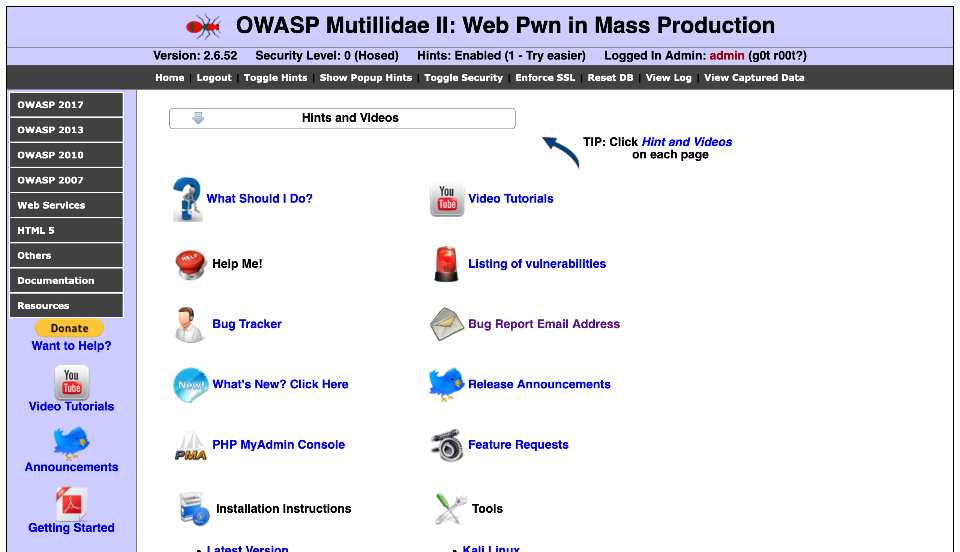 OWASP Mutillidae II: Web Pwn in Mass Production
Version: 2.6.52 Security Level: 0 (Hosed) Hints: Enabled (1 - Try easier) Logged In Admin: admin (g0t r00t?)
Home | Logout | Toggle Hints | Show Popup Hints | Toggle Security | Enforce SSL | Reset DB | View Log | View Captured Data
OWASP 2017
OWASP 2013
OWASP 2010
OWASP 2007
Web Services
HTML 5
Others
Documentation
Resources
Donate
Want to Help?
You
Tube
Video Tutorials
Announcements
Getting Started
Hints and Videos
TIP: Click Hint and Videos
on each page
What Should I Do?
You
Tube
Video Tutorials
HELP
Help Me!
Listing of vulnerabilities
Bug Tracker
Bug Report Email Address
New!
What's New? Click Here
Release Announcements
PMA
PHP MyAdmin Console
Feature Requests
Installation Instructions
Tools
• Latest Version
• Kali Linux